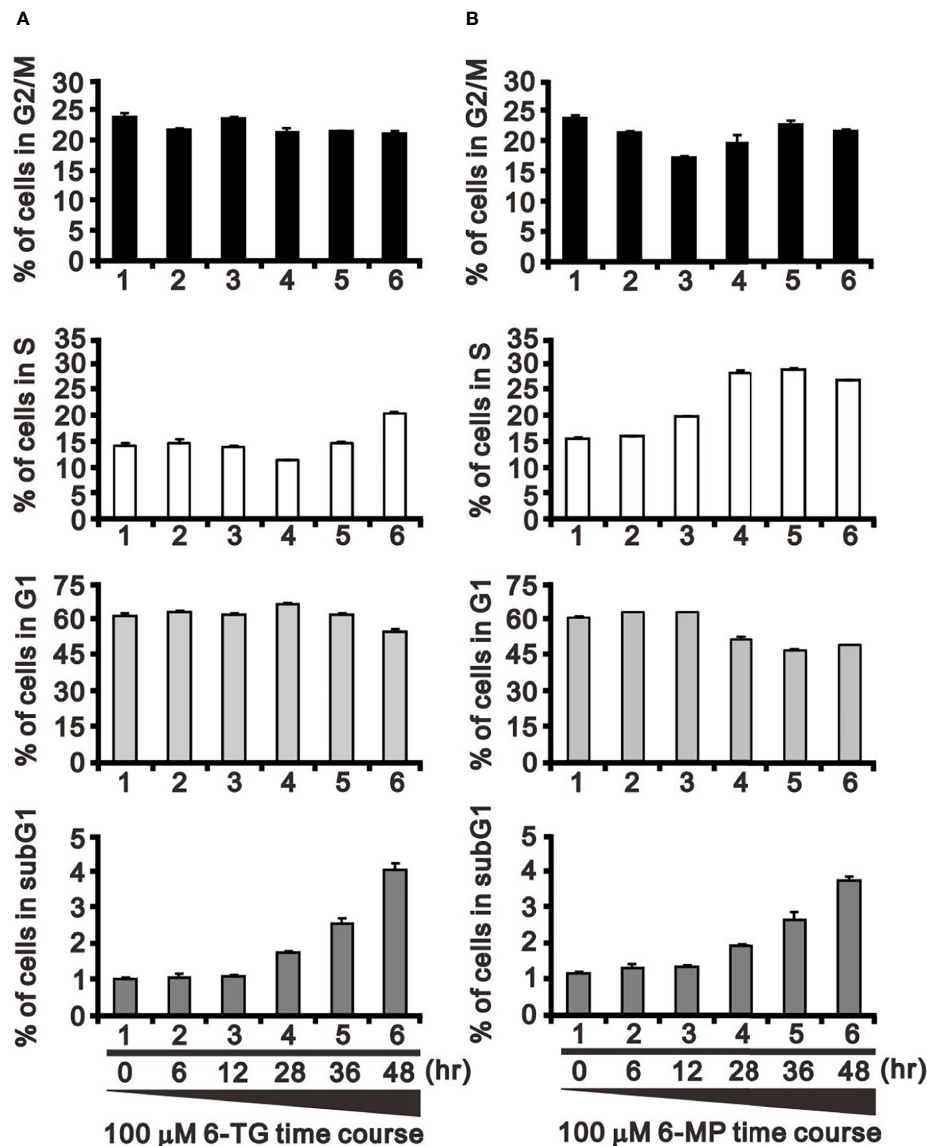 A
B
% of cells in G2/M
30
25
20
15
10
5
0
1 2 3 4 5 6
% of cells in G2/M
30
25
20
15
10
5
0
1 2 3 4 5 6
% of cells in S
35
30
25
20
15
10
5
0
1 2 3 4 5 6
% of cells in S
35
30
25
20
15
10
5
0
1 2 3 4 5 6
% of cells in G1
75
60
45
30
15
0
1 2 3 4 5 6
% of cells in G1
75
60
45
30
15
0
1 2 3 4 5 6
% of cells in subG1
5
4
3
2
1
0
1 2 3 4 5 6
0 6 12 28 36 48 (hr)
100 μM 6-TG time course
% of cells in subG1
5
4
3
2
1
0
1 2 3 4 5 6
0 6 12 28 36 48 (hr)
100 μM 6-MP time course